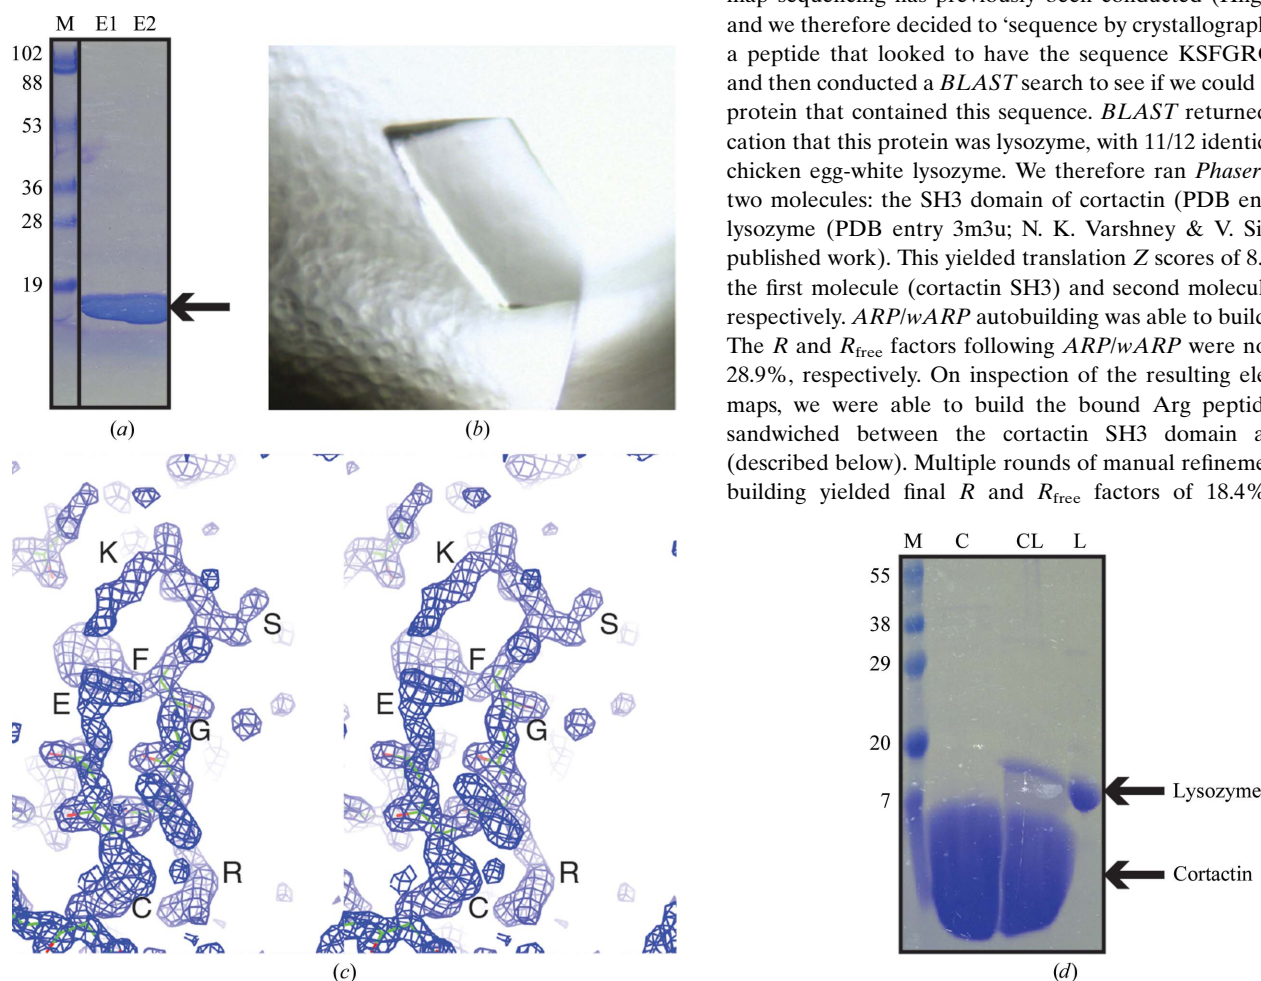 M E1 E2
102
88
53
36
28
19
(a)
(b)
K
S
F
E
G
R
C
K
S
F
E
G
R
C
(c)
and we therefore decided to ‘sequence by crystallograph
a peptide that looked to have the sequence KSFGR
and then conducted a BLAST search to see if we could
protein that contained this sequence. BLAST returned
cation that this protein was lysozyme, with 11/12 identic
chicken egg-white lysozyme. We therefore ran Phaser
two molecules: the SH3 domain of cortactin (PDB en
lysozyme (PDB entry 3m3u; N. K. Varshney & V. Si
published work). This yielded translation Z scores of 8.
the first molecule (cortactin SH3) and second molecul
respectively. ARP/wARP autobuilding was able to build
The R and Rfree factors following ARP/wARP were no
28.9%, respectively. On inspection of the resulting ele
maps, we were able to build the bound Arg peptid
sandwiched between the cortactin SH3 domain a
(described below). Multiple rounds of manual refineme
building yielded final R and Rfree factors of 18.4%
M C CL L
55
38
29
20
7
Lysozyme
Cortactin
(d)